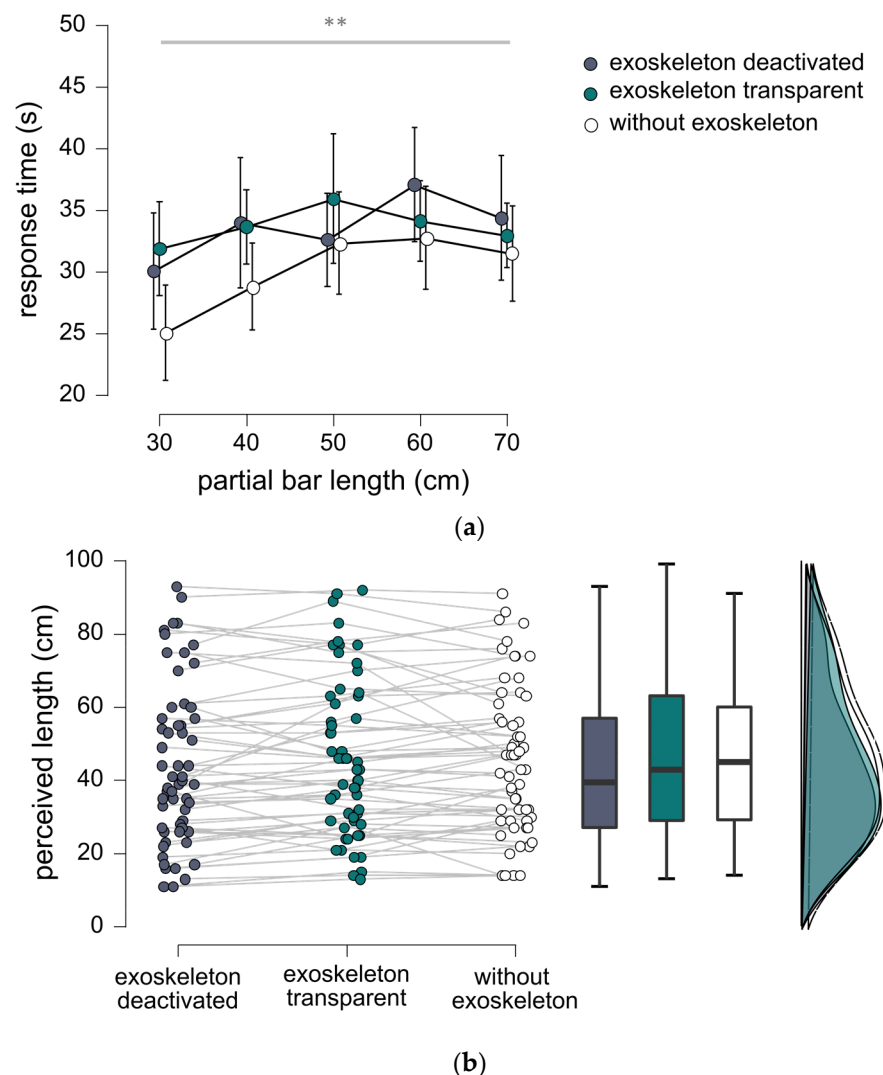 **
50
45
40
35
30
25
20
response time (s)
30 40 50 60 70
partial bar length (cm)
exoskeleton deactivated
exoskeleton transparent
without exoskeleton
(a)
100
80
60
40
20
0
perceived length (cm)
exoskeleton
deactivated
exoskeleton
transparent
without
exoskeleton
(b)